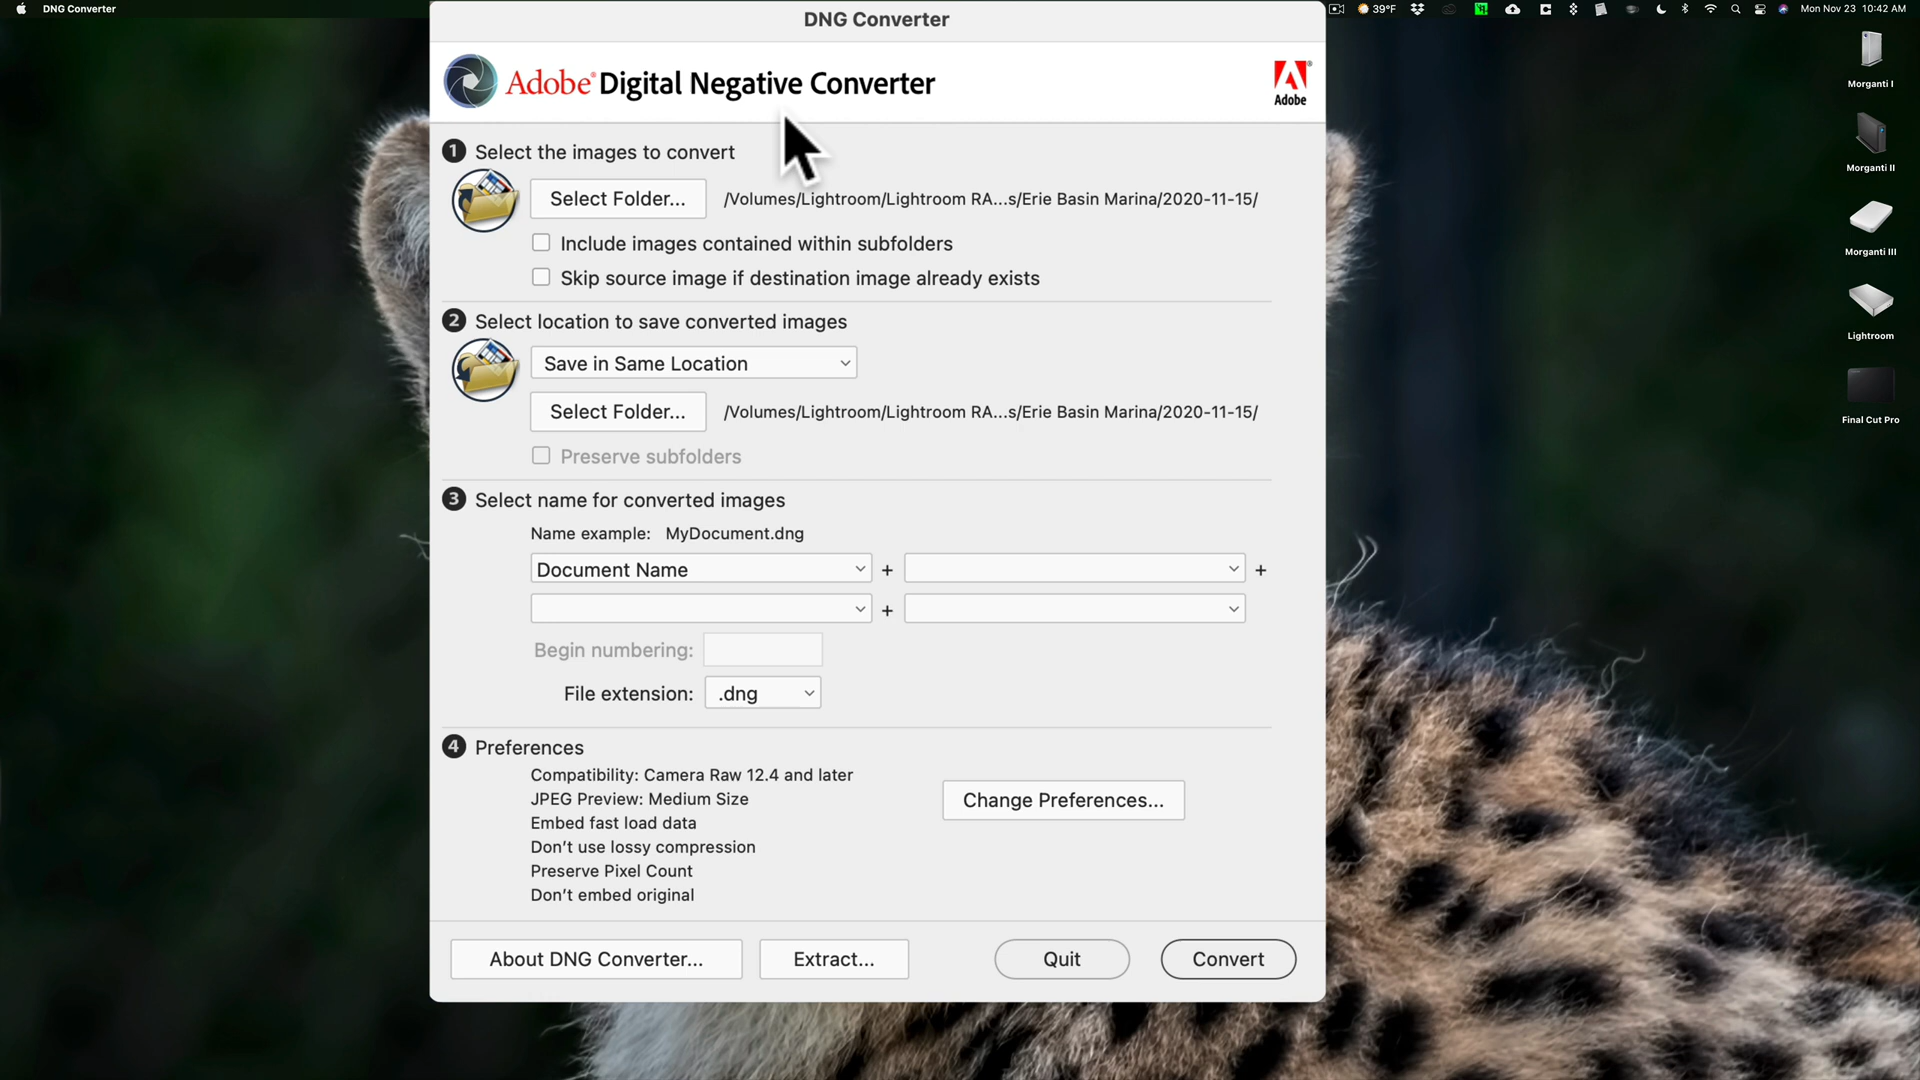 DNG Converter
39°F
Mon Nov 23 10:42 AM
DNG Converter
Adobe® Digital Negative Converter
Adobe
1 Select the images to convert
Select Folder... /Volumes/Lightroom/Lightroom RA...s/Erie Basin Marina/2020-11-15/
Include images contained within subfolders
Skip source image if destination image already exists
2 Select location to save converted images
Save in Same Location
Select Folder... /Volumes/Lightroom/Lightroom RA...s/Erie Basin Marina/2020-11-15/
Preserve subfolders
3 Select name for converted images
Name example: MyDocument.dng
Document Name + +
+
Begin numbering:
File extension: .dng
4 Preferences
Compatibility: Camera Raw 12.4 and later
JPEG Preview: Medium Size
Embed fast load data
Don't use lossy compression
Preserve Pixel Count
Don't embed original
Change Preferences...
About DNG Converter... Extract... Quit Convert
Morganti I
Morganti II
Morganti III
Lightroom
Final Cut Pro